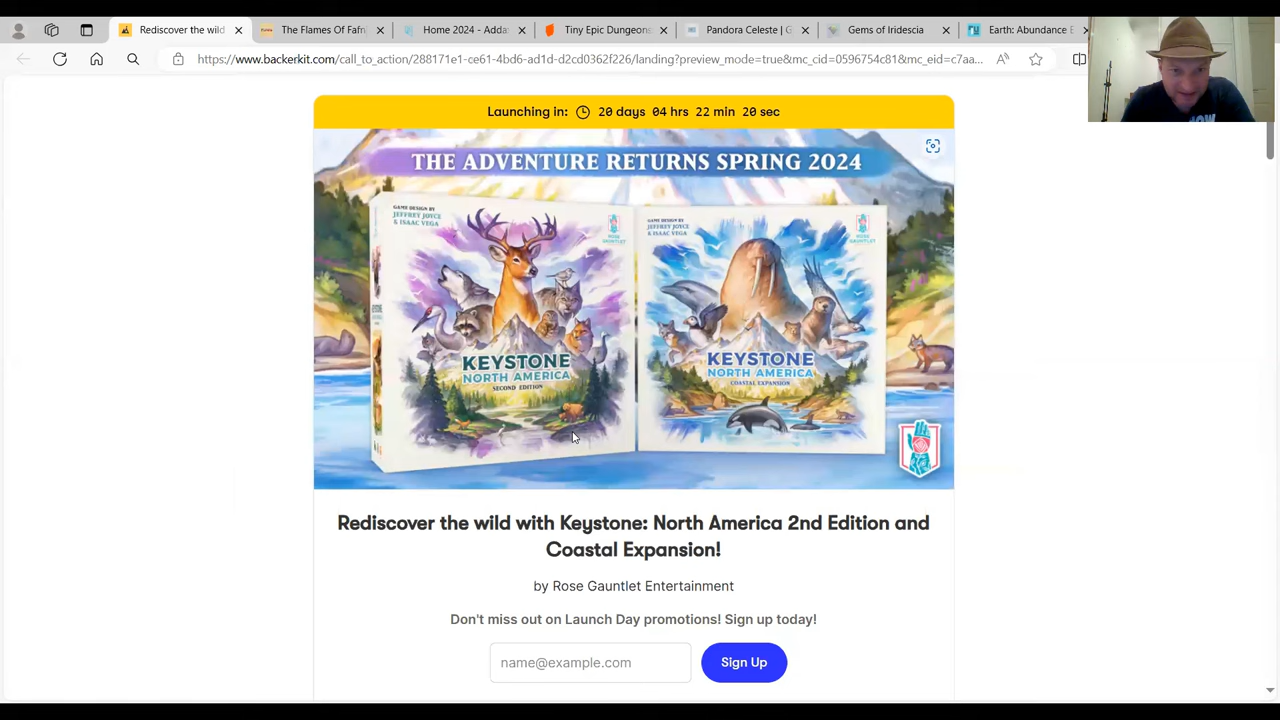 Rediscover the wild
The Flames Of Fafn
Home 2024 - Adda
Tiny Epic Dungeons
Pandora Celeste | G
Gems of Iridescia
Earth: Abundance E
https://www.backerkit.com/call_to_action/288171e1-ce61-4bd6-ad1d-d2cd0362f226/landing?preview_mode=true&mc_cid=0596754c81&mc_eid=c7aa...
Launching in: 20 days 04 hrs 22 min 20 sec
THE ADVENTURE RETURNS SPRING 2024
GAME DESIGN BY
JEFFREY JOYCE
& ISAAC VEGA
ROSE
GAUNTLET
KEYSTONE
NORTH AMERICA
SECOND EDITION
GAME DESIGN BY
JEFFREY JOYCE
& ISAAC VEGA
ROSE
GAUNTLET
KEYSTONE
NORTH AMERICA
COASTAL EXPANSION
Rediscover the wild with Keystone: North America 2nd Edition and
Coastal Expansion!
by Rose Gauntlet Entertainment
Don't miss out on Launch Day promotions! Sign up today!
name@example.com
Sign Up